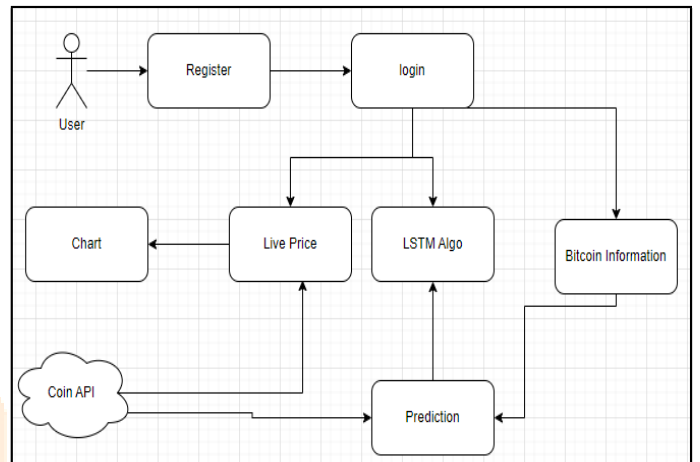 Register
login
User
Chart
Live Price
LSTM Algo
Bitcoin Information
Coin API
Prediction